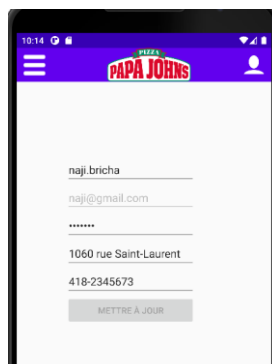 10:14
PIZZA
PAPA JOHNS
naji.bricha
naji@gmail.com
•••••••
1060 rue Saint-Laurent
418-2345673
METTRE À JOUR